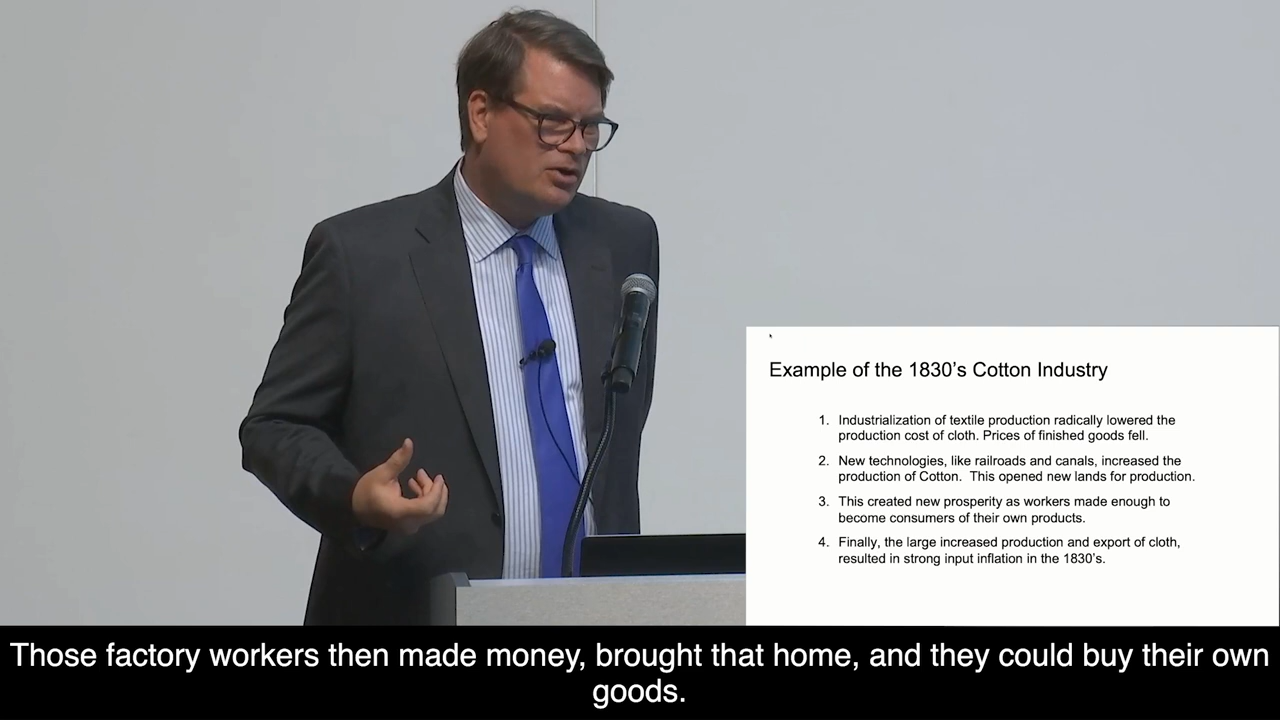 Example of the 1830's Cotton Industry
1. Industrialization of textile production radically lowered the
production cost of cloth. Prices of finished goods fell.
2. New technologies, like railroads and canals, increased the
production of Cotton.  This opened new lands for production.
3. This created new prosperity as workers made enough to
become consumers of their own products.
4. Finally, the large increased production and export of cloth,
resulted in strong input inflation in the 1830's.
Those factory workers then made money, brought that home, and they could buy their own
goods.